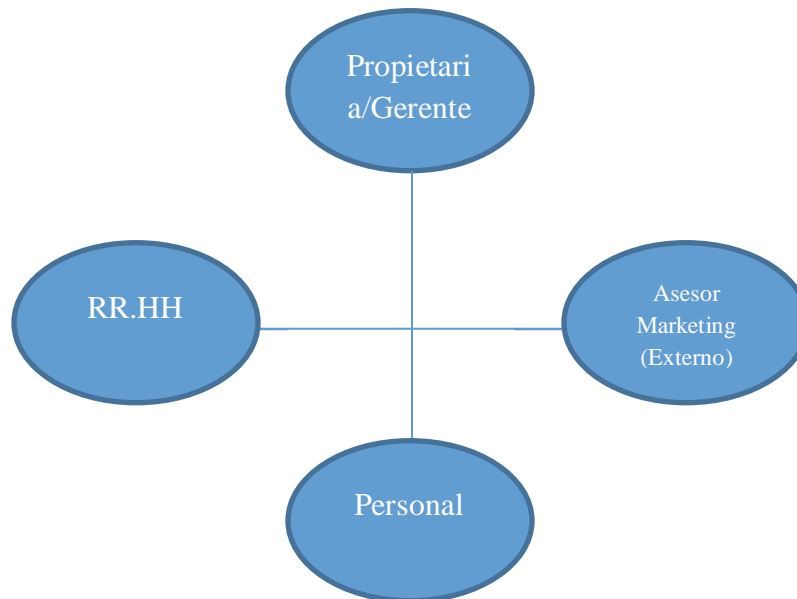 Propietari
a/Gerente
RR.HH
Asesor
Marketing
(Externo)
Personal